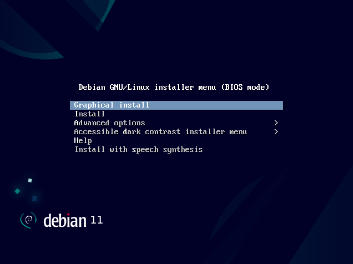 Debian GNU/Linux installer menu (BIOS mode)
Graphical install
Install
Advanced options >
Accessible dark contrast installer menu >
Help
Install with speech synthesis
debian 11